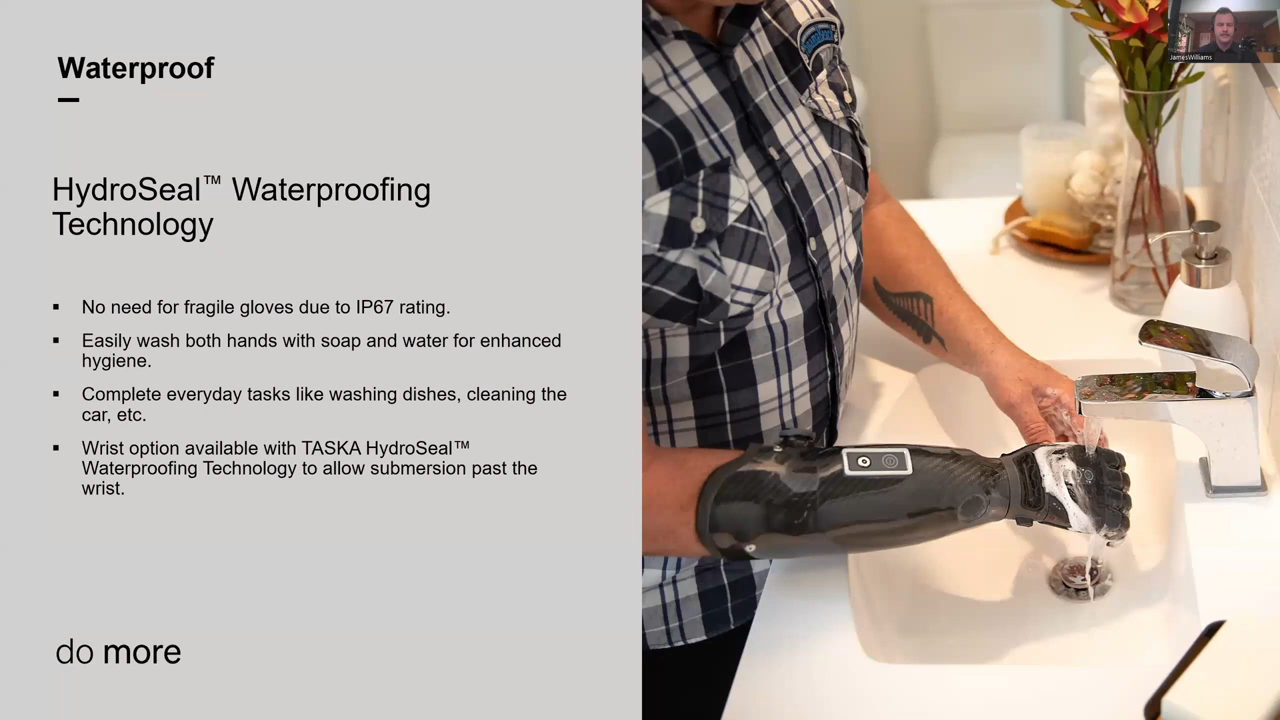 Waterproof
HydroSeal™ Waterproofing
Technology
▪ No need for fragile gloves due to IP67 rating.
▪ Easily wash both hands with soap and water for enhanced
hygiene.
▪ Complete everyday tasks like washing dishes, cleaning the
car, etc.
▪ Wrist option available with TASKA HydroSeal™
Waterproofing Technology to allow submersion past the
wrist.
do more
JamesWilliams